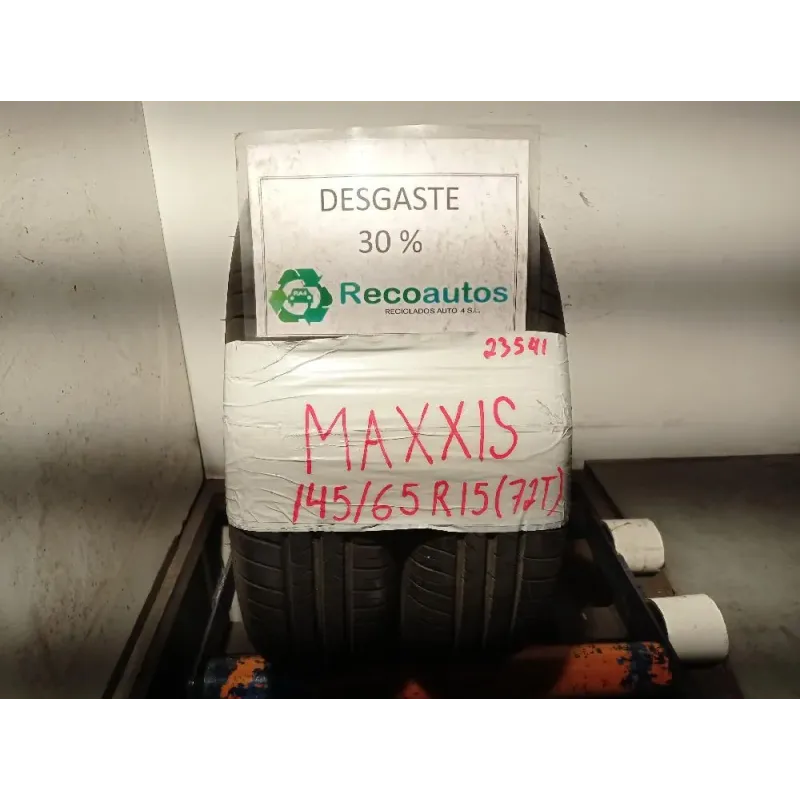 DESGASTE
30 %
Recoautos
RECICLADOS AUTO 4 S.L.
23541
MAXXIS
145/65 R15 (72T)